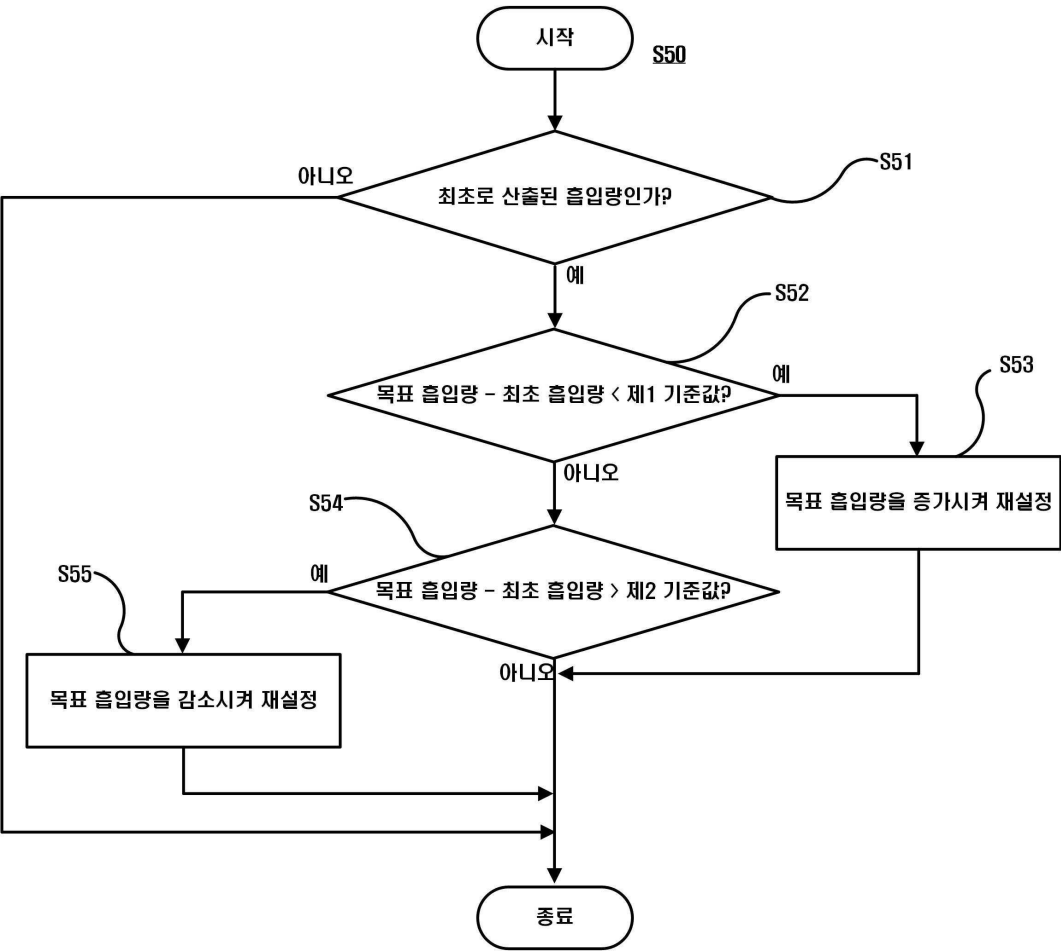 시작
S50
S51
아니오
최초로 산출된 흡입량인가?
예
S52
S53
예
목표 흡입량 - 최초 흡입량 < 제1 기준값?
아니오
목표 흡입량을 증가시켜 재설정
S54
S55
예
목표 흡입량 - 최초 흡입량 > 제2 기준값?
아니오
목표 흡입량을 감소시켜 재설정
종료